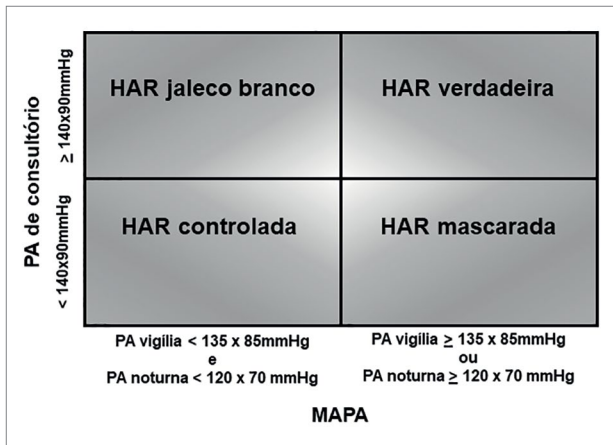 PA de consultório
≥ 140x90mmHg
< 140x90mmHg
HAR jaleco branco
HAR verdadeira
HAR controlada
HAR mascarada
PA vigília < 135 x 85mmHg
e
PA noturna < 120 x 70 mmHg
PA vigília ≥ 135 x 85mmHg
ou
PA noturna ≥ 120 x 70 mmHg
MAPA